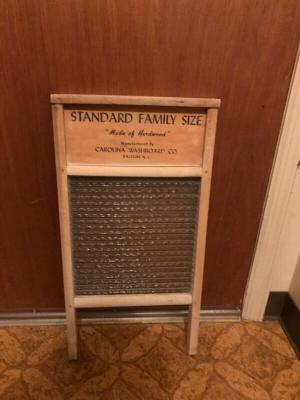 STANDARD FAMILY SIZE
"Made of Hardwood"
Manufactured By
CAROLINA WASHBOARD CO.
RALEIGH, N. C.